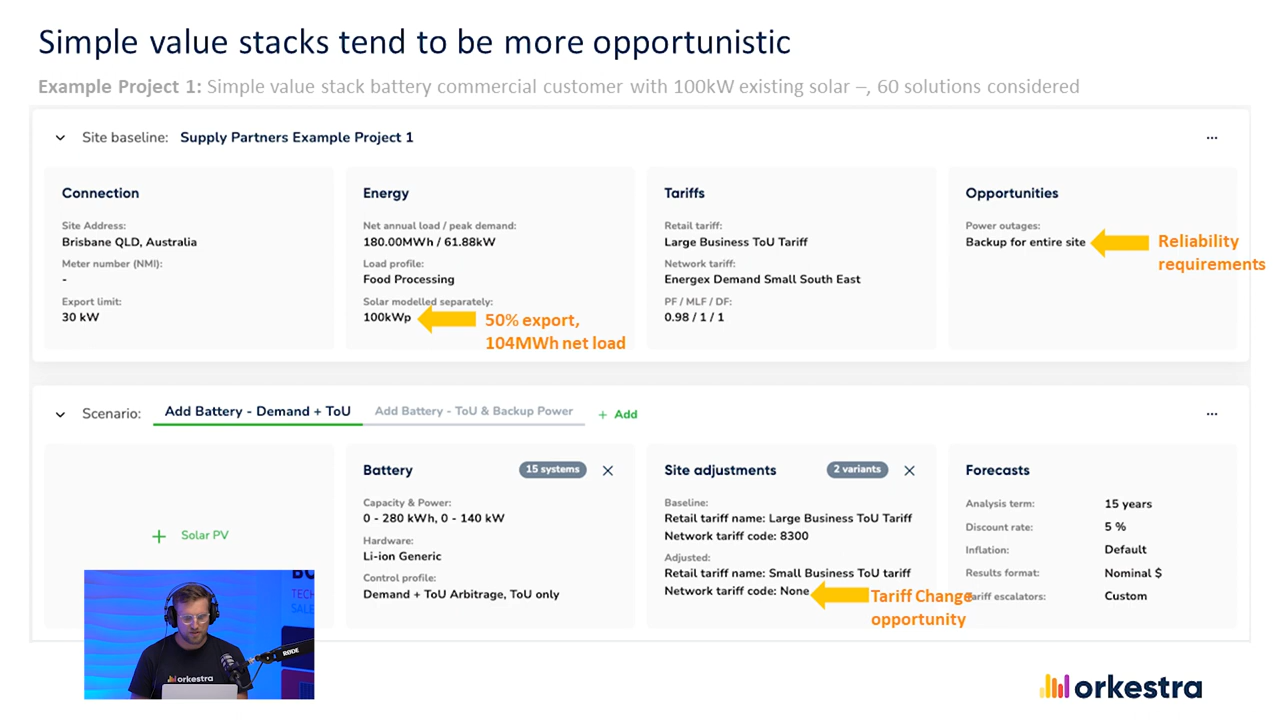 Simple value stacks tend to be more opportunistic
Example Project 1: Simple value stack battery commercial customer with 100kW existing solar –, 60 solutions considered
Site baseline: Supply Partners Example Project 1
...
Connection
Site Address:
Brisbane QLD, Australia
Meter number (NMI):
-
Export limit:
30 kW
Energy
Net annual load / peak demand:
180.00MWh / 61.88kW
Load profile:
Food Processing
Solar modelled separately:
100kWp
50% export,
104MWh net load
Tariffs
Retail tariff:
Large Business ToU Tariff
Network tariff:
Energex Demand Small South East
PF / MLF / DF:
0.98 / 1 / 1
Opportunities
Power outages:
Backup for entire site
Reliability
requirements
Scenario: Add Battery - Demand + ToU Add Battery - ToU & Backup Power + Add
...
+ Solar PV
Battery 15 systems
Capacity & Power:
0 - 280 kWh, 0 - 140 kW
Hardware:
Li-ion Generic
Control profile:
Demand + ToU Arbitrage, ToU only
Site adjustments 2 variants
Baseline:
Retail tariff name: Large Business ToU Tariff
Network tariff code: 8300
Adjusted:
Retail tariff name: Small Business ToU tariff
Network tariff code: None
Tariff Change
opportunity
Forecasts
Analysis term: 15 years
Discount rate: 5 %
Inflation: Default
Results format: Nominal $
Tariff escalators: Custom
TECH
SALE
orkestra
RØDE
orkestra